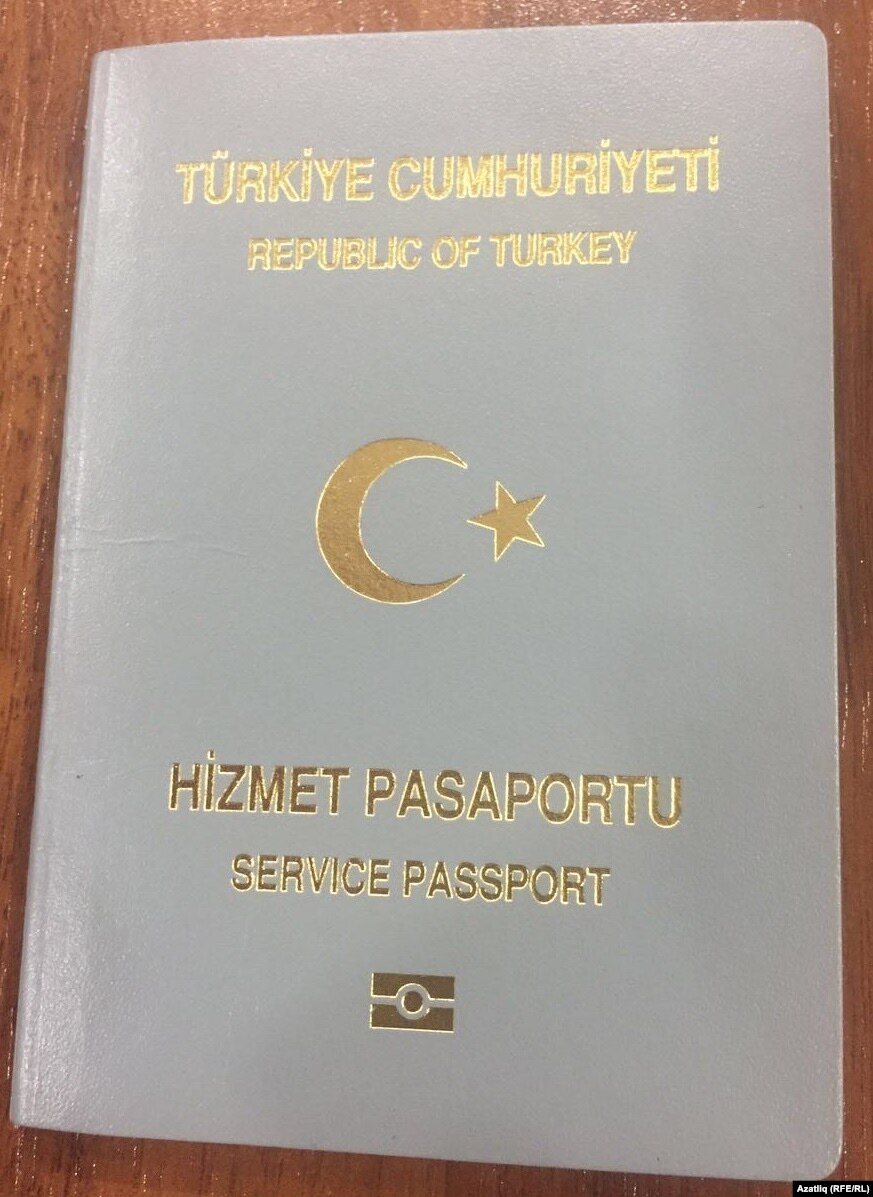 TÜRKİYE CUMHURİYETİ
REPUBLIC OF TURKEY
HİZMET PASAPORTU
SERVICE PASSPORT
Azatliq (RFE/RL)